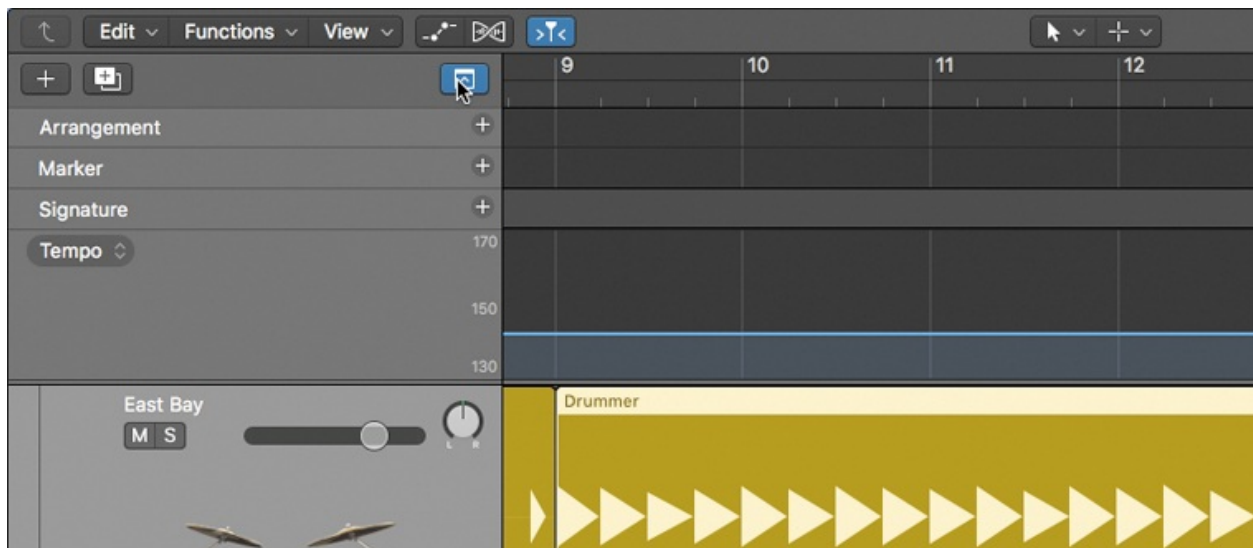 Edit Functions View
9 10 11 12
Arrangement
Marker
Signature
Tempo 170
150
130
East Bay
Drummer
M S
L R